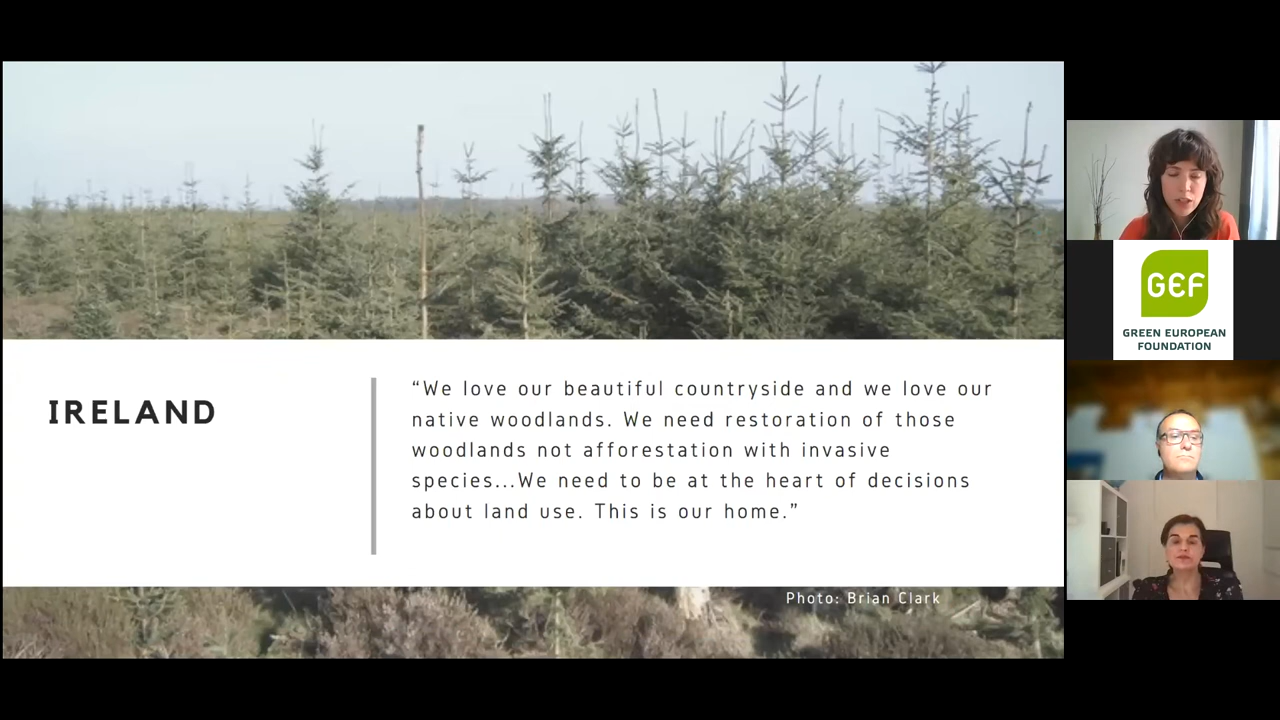 IRELAND
“We love our beautiful countryside and we love our
native woodlands. We need restoration of those
woodlands not afforestation with invasive
species...We need to be at the heart of decisions
about land use. This is our home.”
Photo: Brian Clark
GEF
GREEN EUROPEAN
FOUNDATION